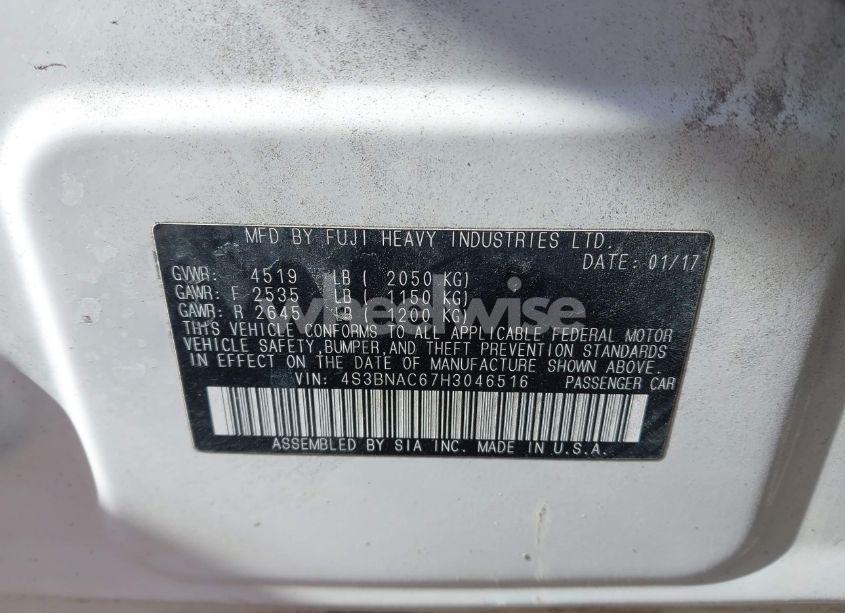 MFD BY FUJI HEAVY INDUSTRIES LTD.
DATE: 01/17
GVWR: 4519 LB ( 2050 KG)
GAWR: F 2535 LB ( 1150 KG)
GAWR: R 2645 LB ( 1200 KG)
wheelwise
THIS VEHICLE CONFORMS TO ALL APPLICABLE FEDERAL MOTOR
VEHICLE SAFETY, BUMPER, AND THEFT PREVENTION STANDARDS
IN EFFECT ON THE DATE OF MANUFACTURE SHOWN ABOVE.
VIN: 4S3BNAC67H3046516 PASSENGER CAR
ASSEMBLED BY SIA INC. MADE IN U.S.A.